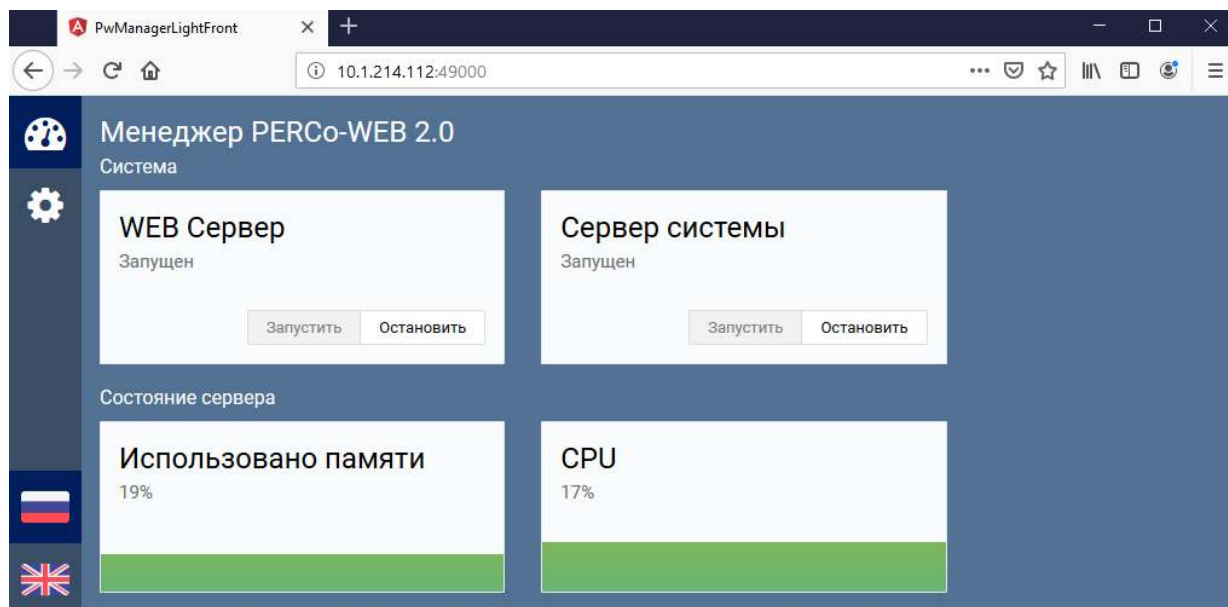 PwManagerLightFront
10.1.214.112:49000
Менеджер PERCo-WEB 2.0
Система
WEB Сервер
Запущен
Запустить Остановить
Сервер системы
Запущен
Запустить Остановить
Состояние сервера
Использовано памяти
19%
CPU
17%